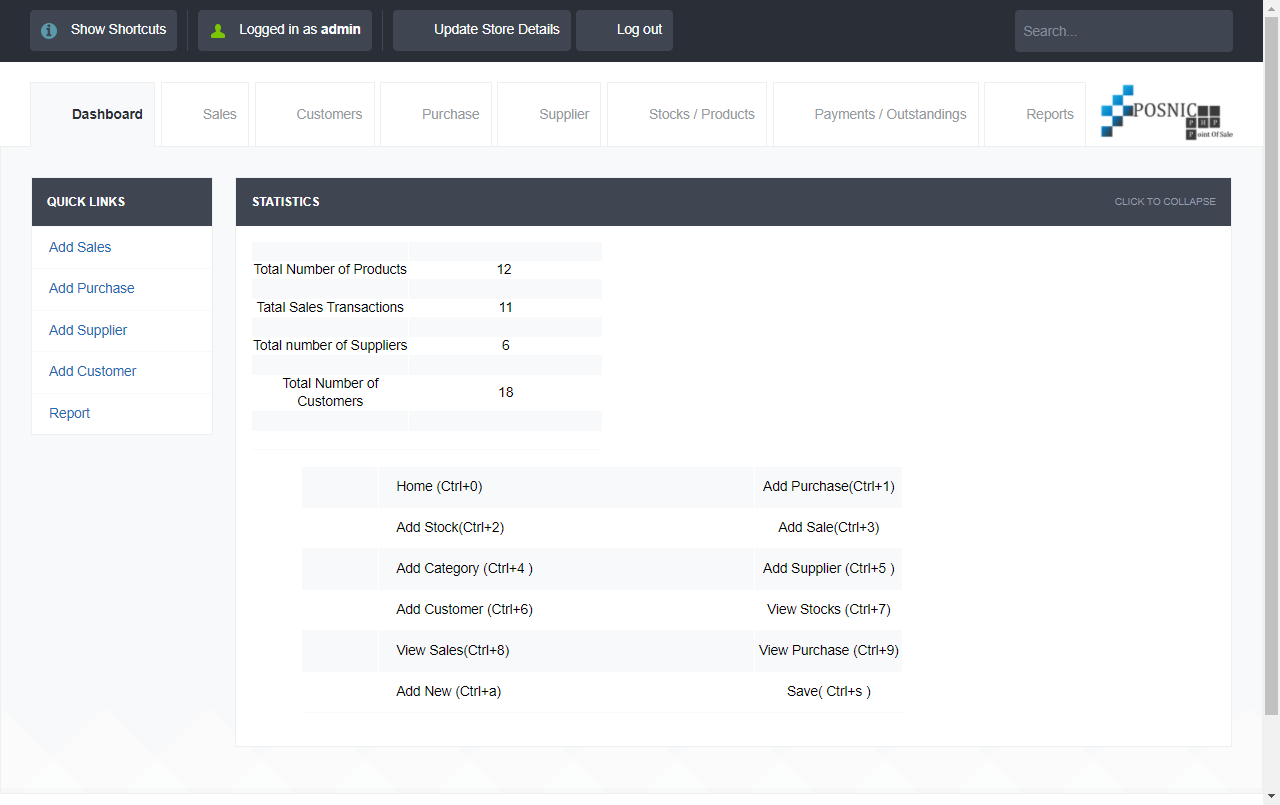 Show Shortcuts
Logged in as admin
Update Store Details
Log out
Search...
Dashboard
Sales
Customers
Purchase
Supplier
Stocks / Products
Payments / Outstandings
Reports
POSNIC
PHP
Point Of Sale
QUICK LINKS
Add Sales
Add Purchase
Add Supplier
Add Customer
Report
STATISTICS
CLICK TO COLLAPSE
Total Number of Products 12
Tatal Sales Transactions 11
Total number of Suppliers 6
Total Number of
Customers 18
Home (Ctrl+0) Add Purchase(Ctrl+1)
Add Stock(Ctrl+2) Add Sale(Ctrl+3)
Add Category (Ctrl+4 ) Add Supplier (Ctrl+5 )
Add Customer (Ctrl+6) View Stocks (Ctrl+7)
View Sales(Ctrl+8) View Purchase (Ctrl+9)
Add New (Ctrl+a) Save( Ctrl+s )